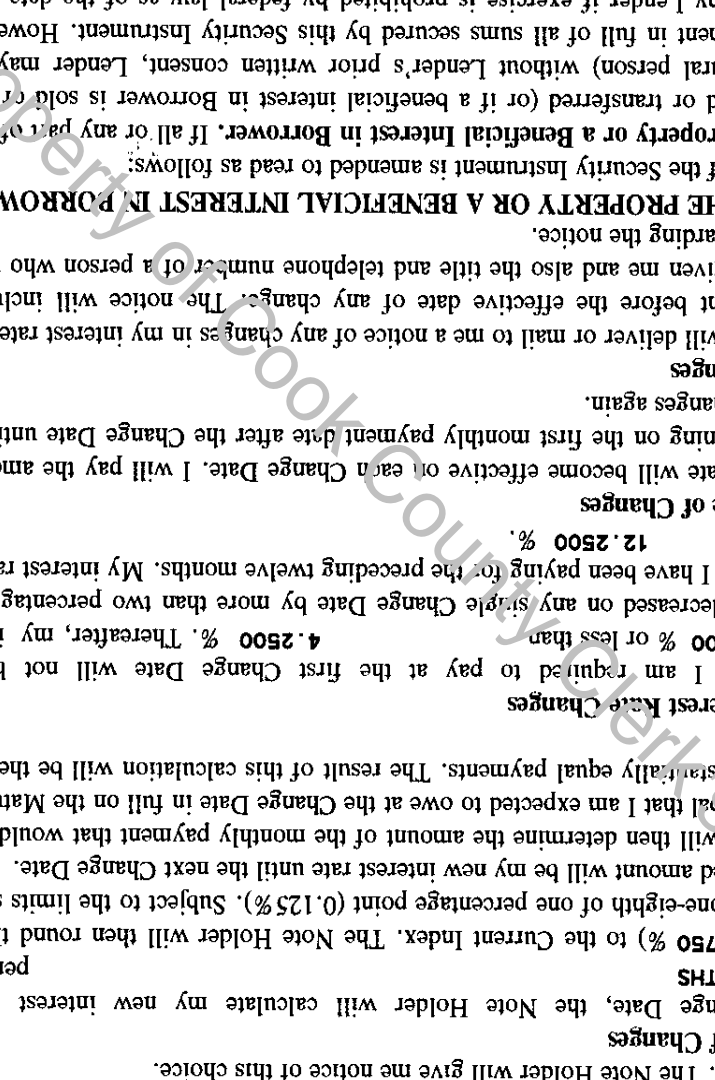 . The Note Holder will give me notice of this choice.
f Changes
nge Date, the Note Holder will calculate my new interest
THS
750 %) to the Current Index. The Note Holder will then round t
one-eighth of one percentage point (0.125%). Subject to the limits s
ed amount will be my new interest rate until the next Change Date.
will then determine the amount of the monthly payment that would
pal that I am expected to owe at the Change Date in full on the Matu
stantially equal payments. The result of this calculation will be the
erest Rate Changes
I am required to pay at the first Change Date will not b
00 % or less than 4.2500 %. Thereafter, my i
decreased on any single Change Date by more than two percentag
I have been paying for the preceding twelve months. My interest ra
12.2500 %.
e of Changes
ate will become effective on each Change Date. I will pay the am
ning on the first monthly payment date after the Change Date unti
anges again.
nges
will deliver or mail to me a notice of any changes in my interest rate
nt before the effective date of any change. The notice will inclu
iven me and also the title and telephone number of a person who
arding the notice.
HE PROPERTY OR A BENEFICIAL INTEREST IN BORROW
f the Security Instrument is amended to read as follows:
roperty or a Beneficial Interest in Borrower. If all or any part of
d or transferred (or if a beneficial interest in Borrower is sold or
ural person) without Lender's prior written consent, Lender may
nent in full of all sums secured by this Security Instrument. Howe
by Lender if exercise is prohibited by federal law as of the date
Property of Cook County Clerk's